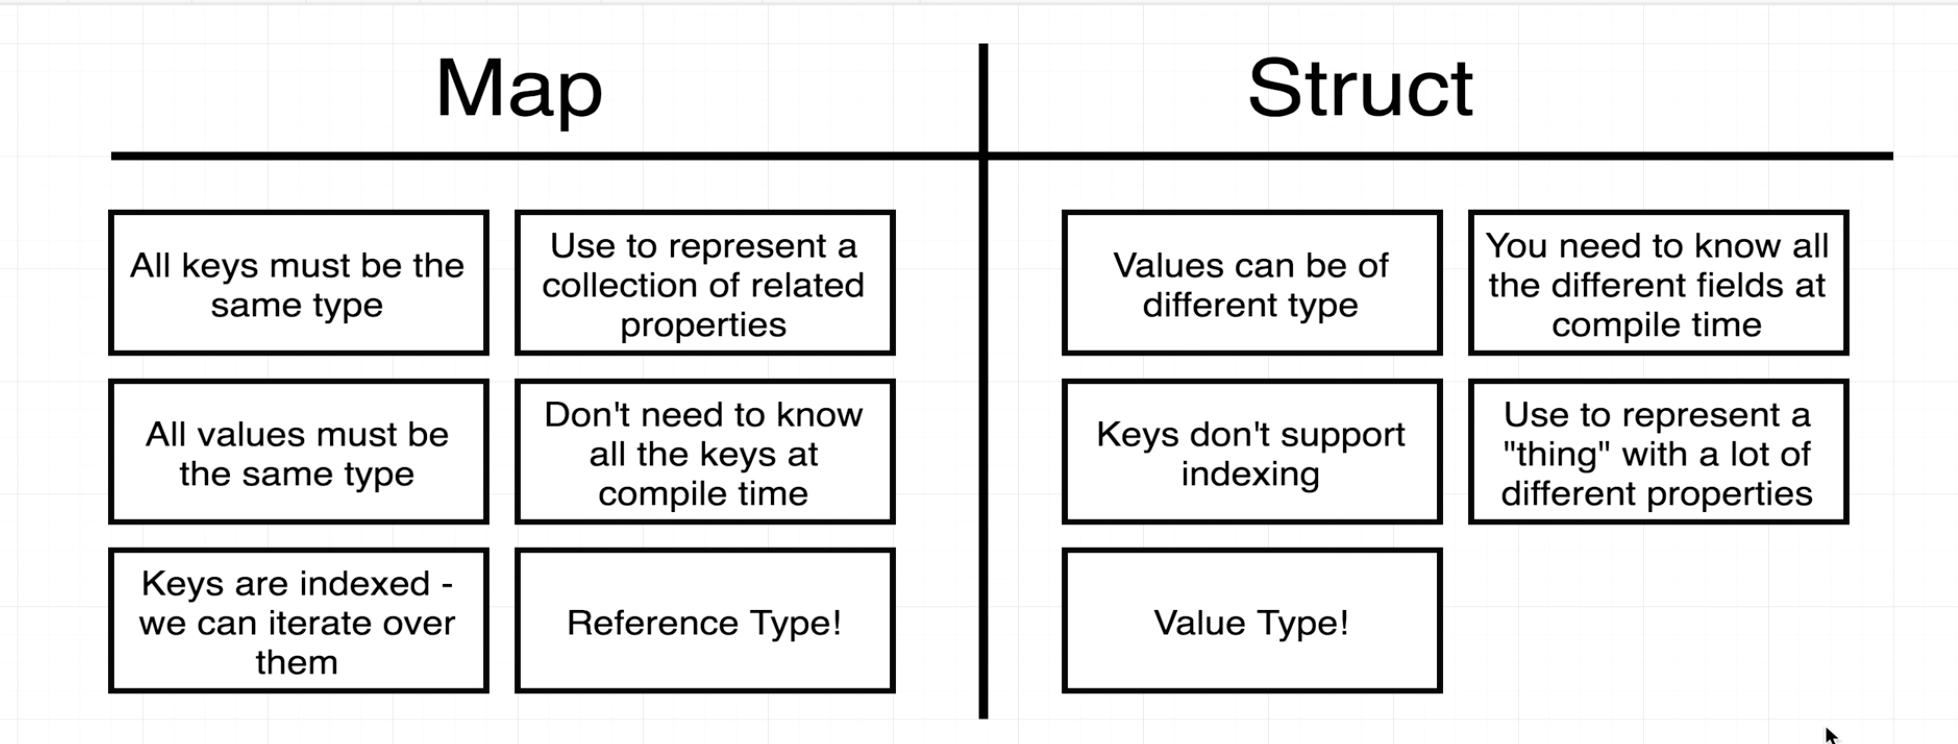 Map
Struct
All keys must be the
same type
Use to represent a
collection of related
properties
Values can be of
different type
You need to know all
the different fields at
compile time
All values must be
the same type
Don't need to know
all the keys at
compile time
Keys don't support
indexing
Use to represent a
"thing" with a lot of
different properties
Keys are indexed -
we can iterate over
them
Reference Type!
Value Type!